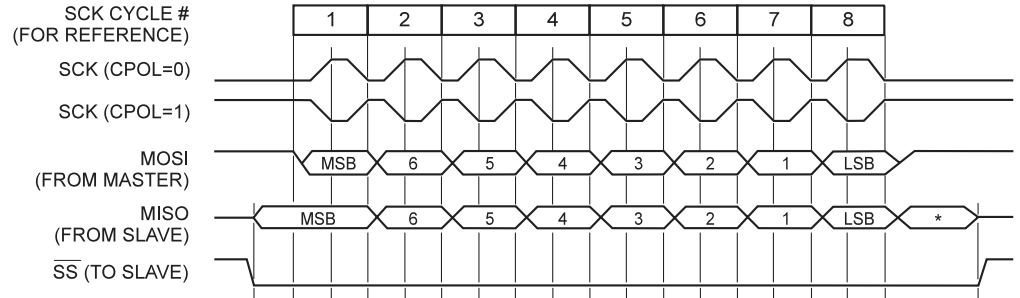 SCK CYCLE # 1 2 3 4 5 6 7 8
(FOR REFERENCE)
SCK (CPOL=0)
SCK (CPOL=1)
MOSI MSB 6 5 4 3 2 1 LSB
(FROM MASTER)
MISO MSB 6 5 4 3 2 1 LSB *
(FROM SLAVE)
SS (TO SLAVE)